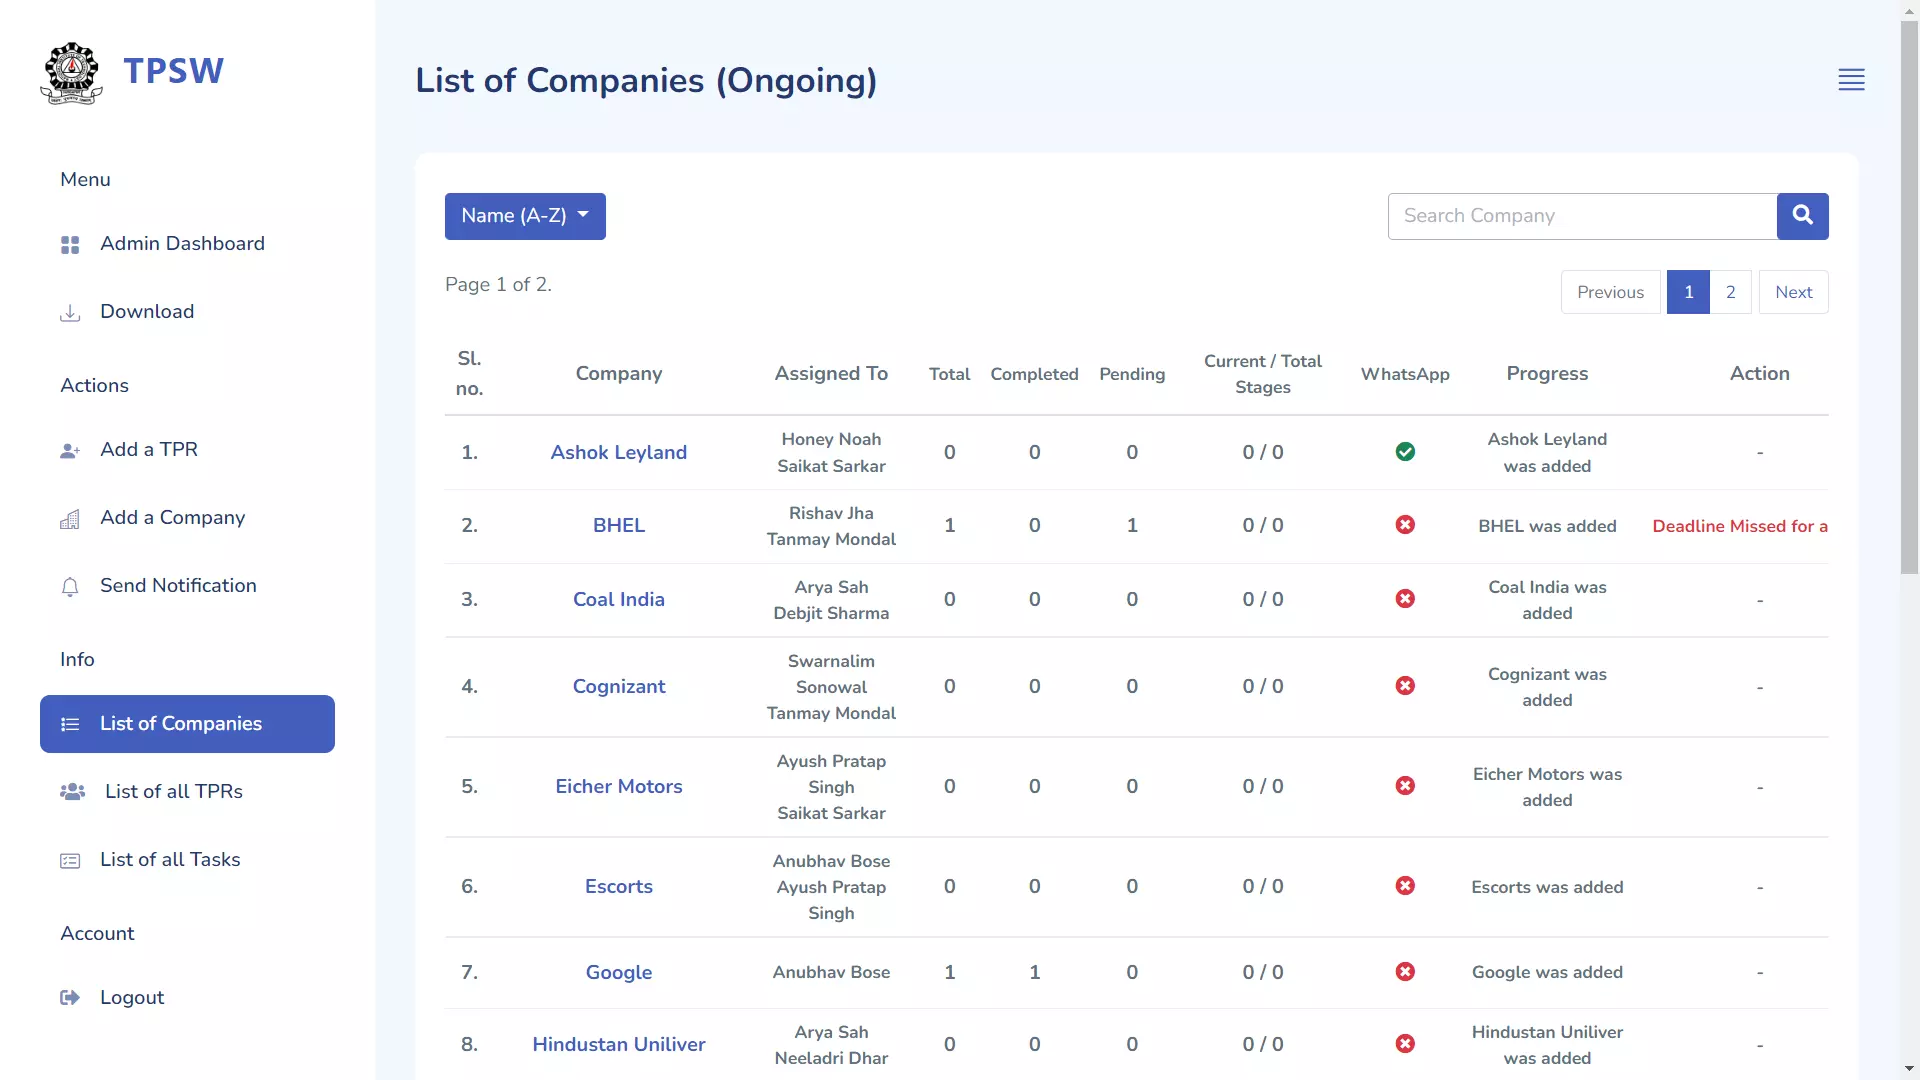 TPSW
Menu
Admin Dashboard
Download
Actions
Add a TPR
Add a Company
Send Notification
Info
List of Companies
List of all TPRs
List of all Tasks
Account
Logout
List of Companies (Ongoing)
Name (A-Z)
Search Company
Page 1 of 2.
Previous 1 2 Next
Sl. no. Company Assigned To Total Completed Pending Current / Total Stages WhatsApp Progress Action
1. Ashok Leyland Honey Noah Saikat Sarkar 0 0 0 0 / 0 Ashok Leyland was added -
2. BHEL Rishav Jha Tanmay Mondal 1 0 1 0 / 0 BHEL was added Deadline Missed for a
3. Coal India Arya Sah Debjit Sharma 0 0 0 0 / 0 Coal India was added -
4. Cognizant Swarnalim Sonowal Tanmay Mondal 0 0 0 0 / 0 Cognizant was added -
5. Eicher Motors Ayush Pratap Singh Saikat Sarkar 0 0 0 0 / 0 Eicher Motors was added -
6. Escorts Anubhav Bose Ayush Pratap Singh 0 0 0 0 / 0 Escorts was added -
7. Google Anubhav Bose 1 1 0 0 / 0 Google was added -
8. Hindustan Uniliver Arya Sah Neeladri Dhar 0 0 0 0 / 0 Hindustan Uniliver was added -